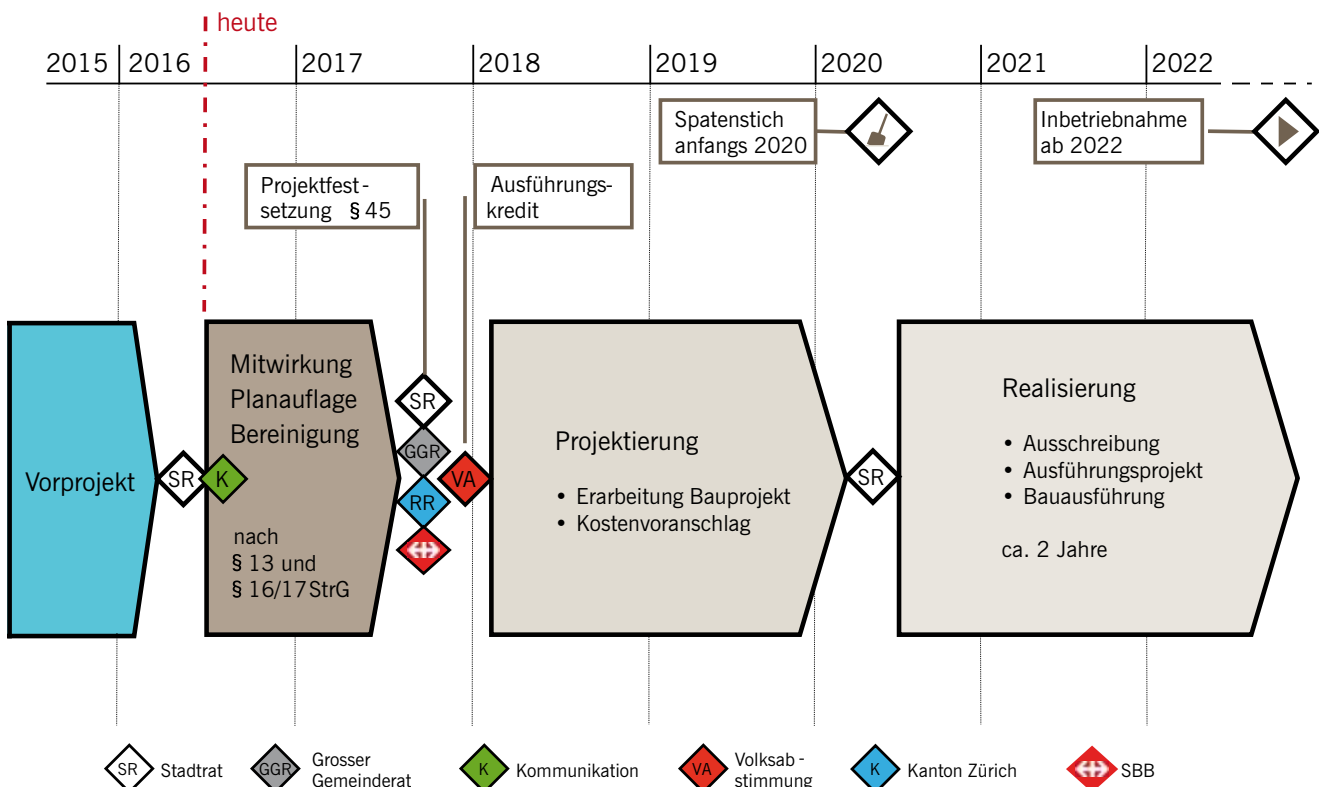 heute
2015 2016 2017 2018 2019 2020 2021 2022
Spatenstich
anfangs 2020
Inbetriebnahme
ab 2022
Projektfest-
setzung § 45
Ausführungs-
kredit
Vorprojekt
SR
K
Mitwirkung
Planauflage
Bereinigung
nach
§ 13 und
§ 16/17 StrG
SR
GGR
RR
VA
Projektierung
• Erarbeitung Bauprojekt
• Kostenvoranschlag
SR
Realisierung
• Ausschreibung
• Ausführungsprojekt
• Bauausführung
ca. 2 Jahre
SR Stadtrat
GGR Grosser
Gemeinderat
K Kommunikation
VA Volksab-
stimmung
K Kanton Zürich
SBB